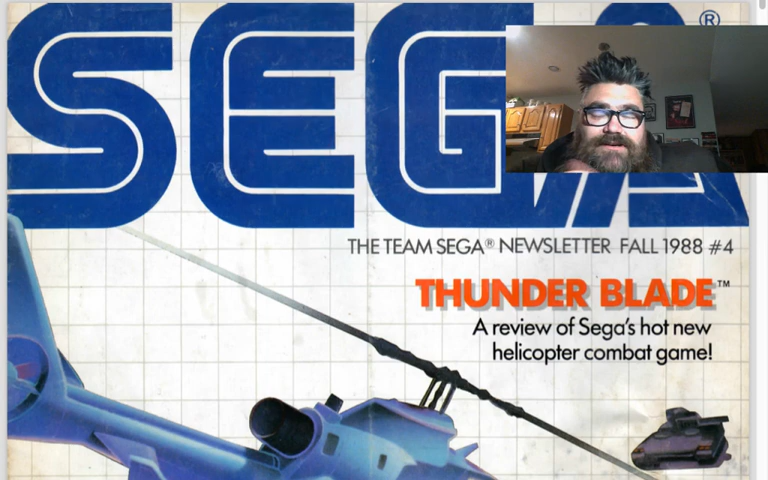 SEGA®
THE TEAM SEGA® NEWSLETTER FALL 1988 #4
THUNDER BLADE™
A review of Sega's hot new
helicopter combat game!